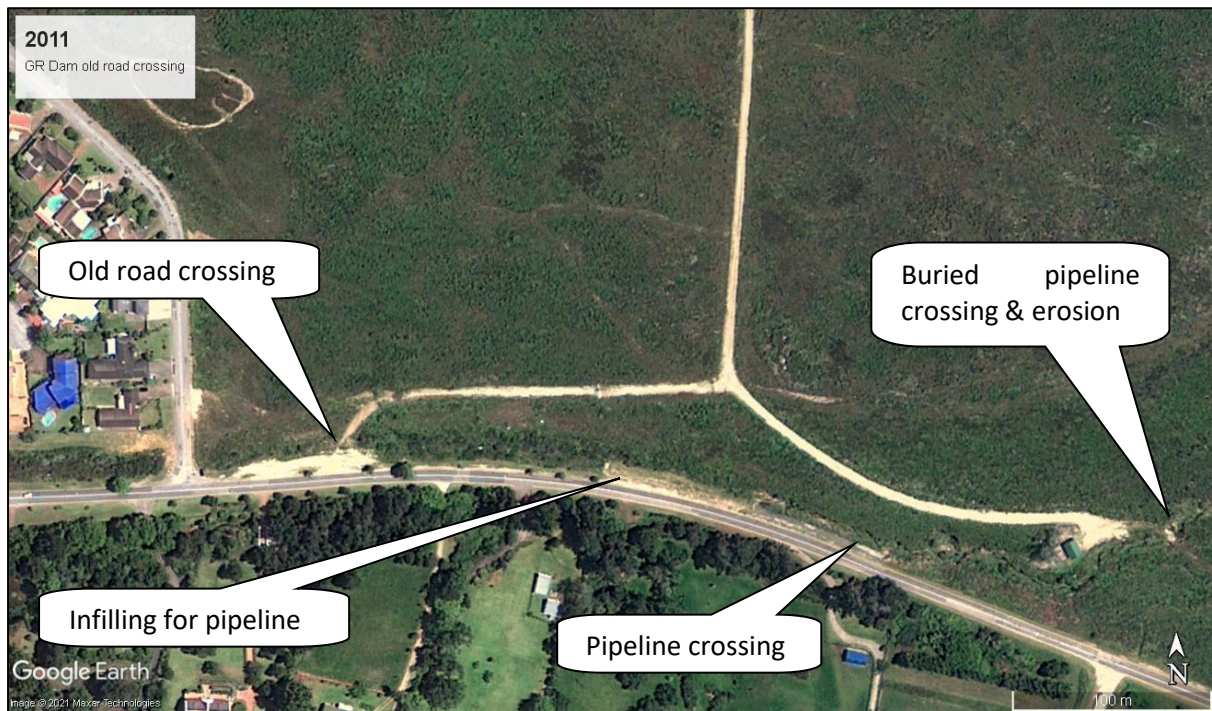 2011
GR Dam old road crossing
Old road crossing
Buried pipeline
crossing & erosion
Infilling for pipeline
Pipeline crossing
Google Earth
Image © 2021 Maxar Technologies
N
100 m